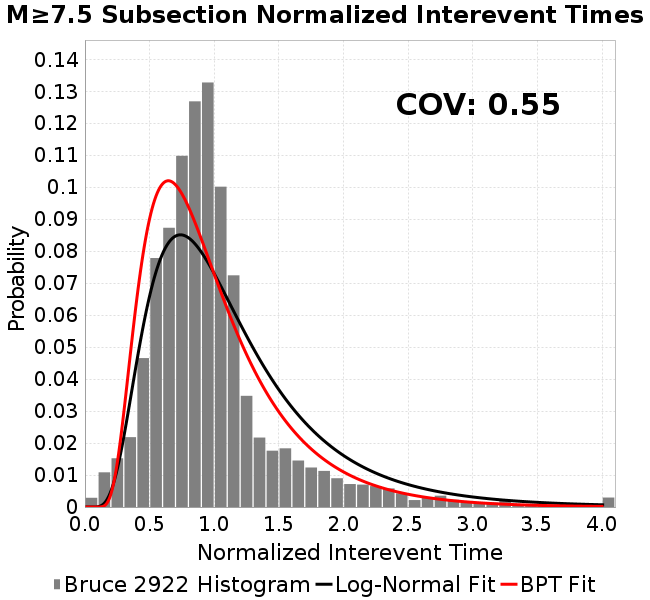 M≥7.5 Subsection Normalized Interevent Times
COV: 0.55
0.14
0.13
0.12
0.11
0.1
0.09
0.08
0.07
0.06
0.05
0.04
0.03
0.02
0.01
0
Probability
0.0 0.5 1.0 1.5 2.0 2.5 3.0 3.5 4.0
Normalized Interevent Time
Bruce 2922 Histogram Log-Normal Fit BPT Fit